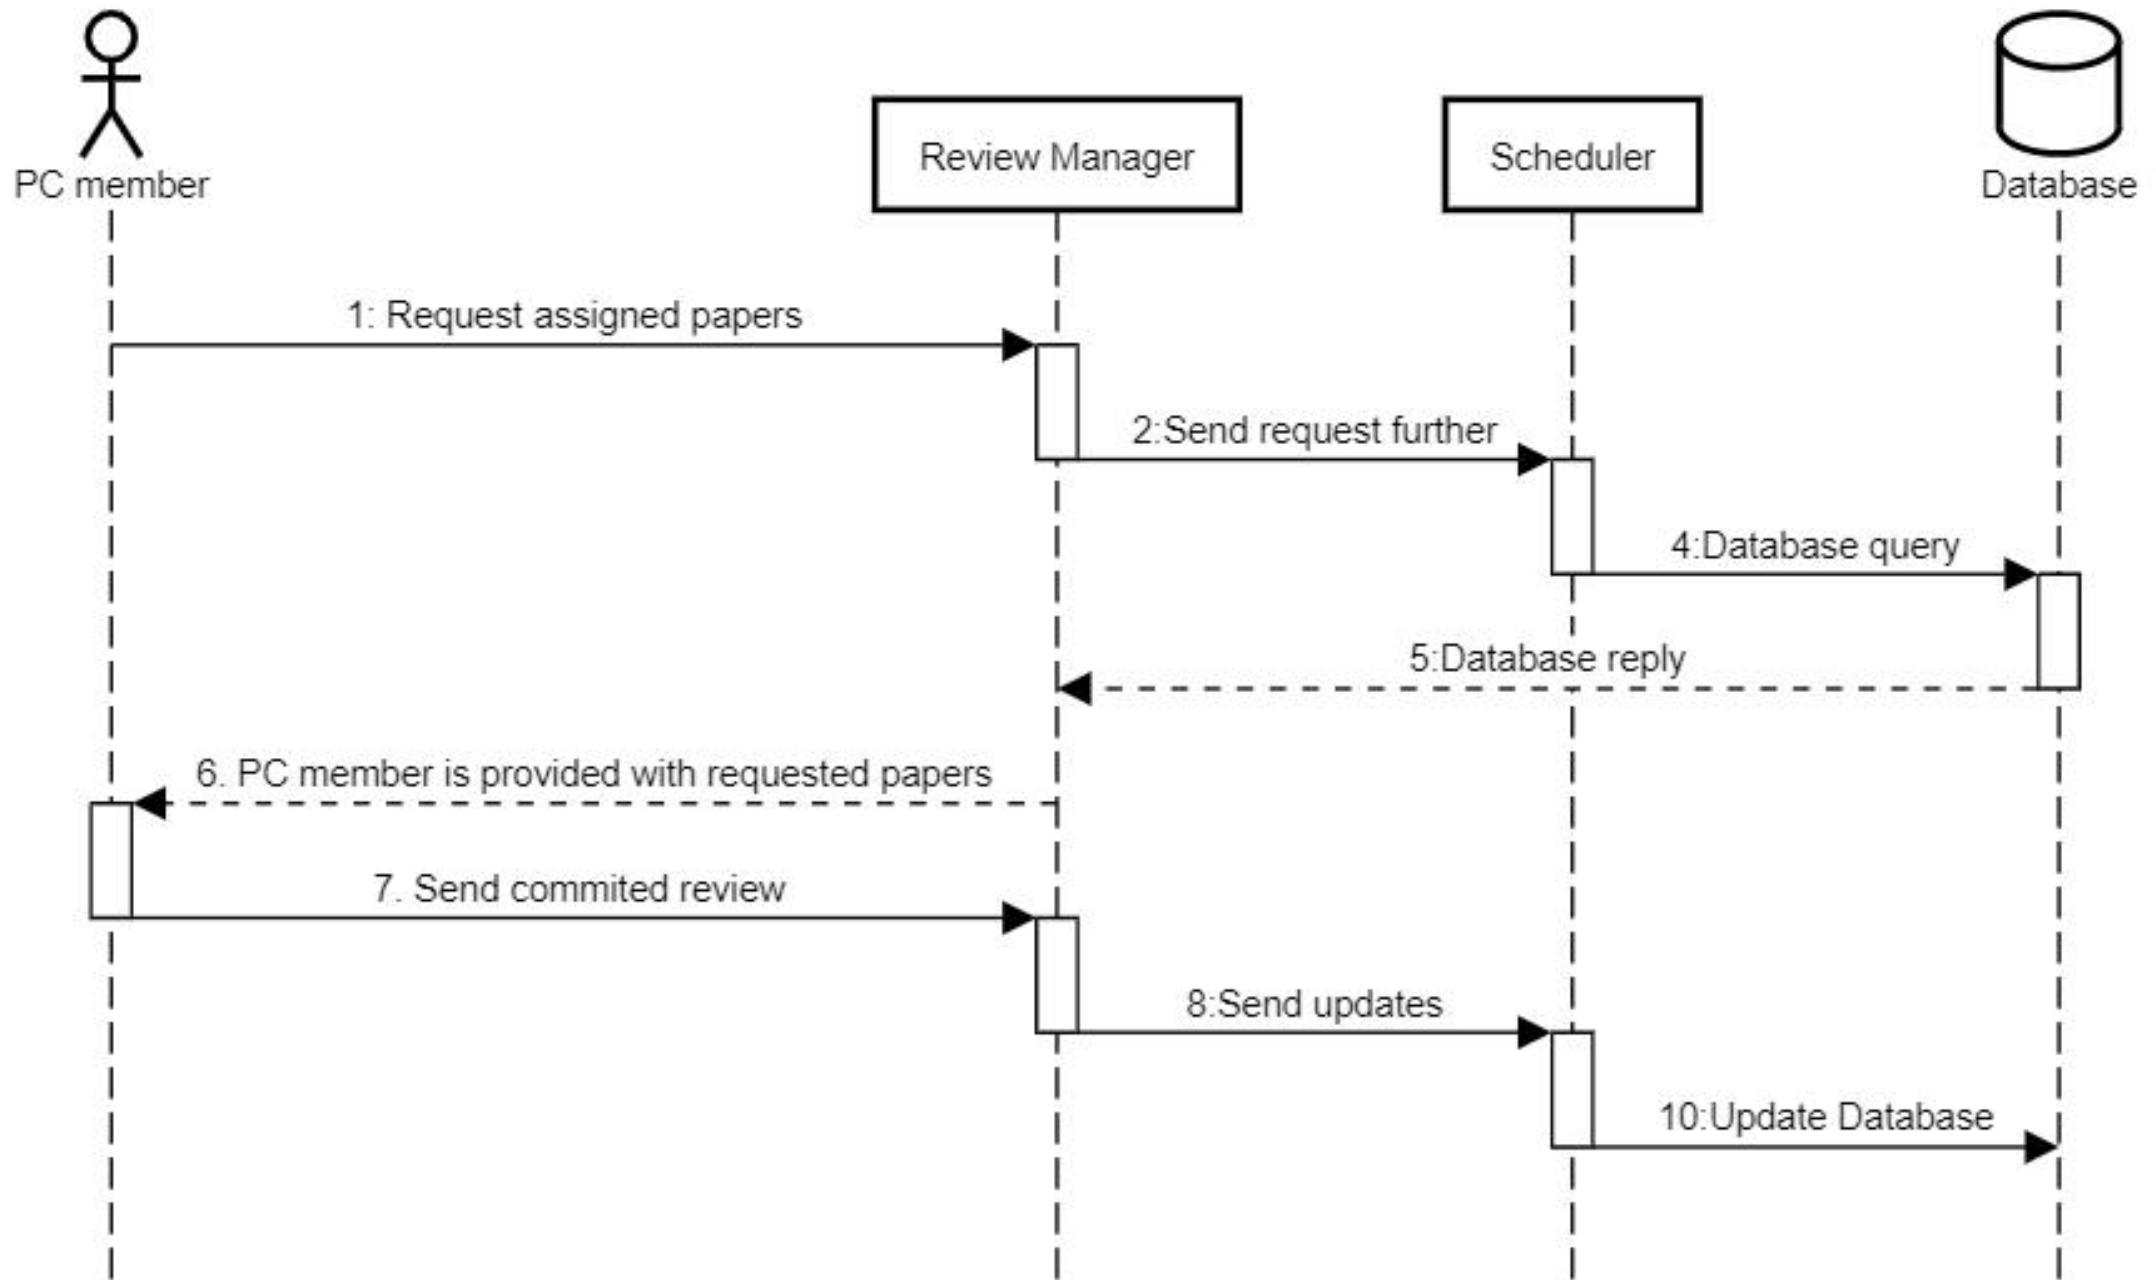 PC member
Review Manager
Scheduler
Database
1: Request assigned papers
2:Send request further
4:Database query
5:Database reply
6. PC member is provided with requested papers
7. Send commited review
8:Send updates
10:Update Database